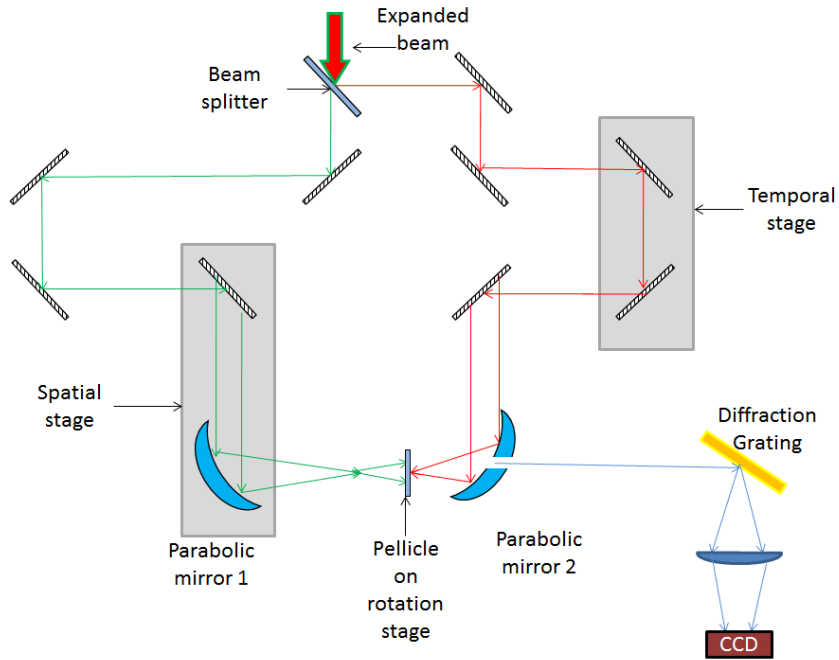 Expanded
beam
Beam
splitter
Temporal
stage
Spatial
stage
Diffraction
Grating
Parabolic
mirror 1
Pellicle
on
rotation
stage
Parabolic
mirror 2
CCD